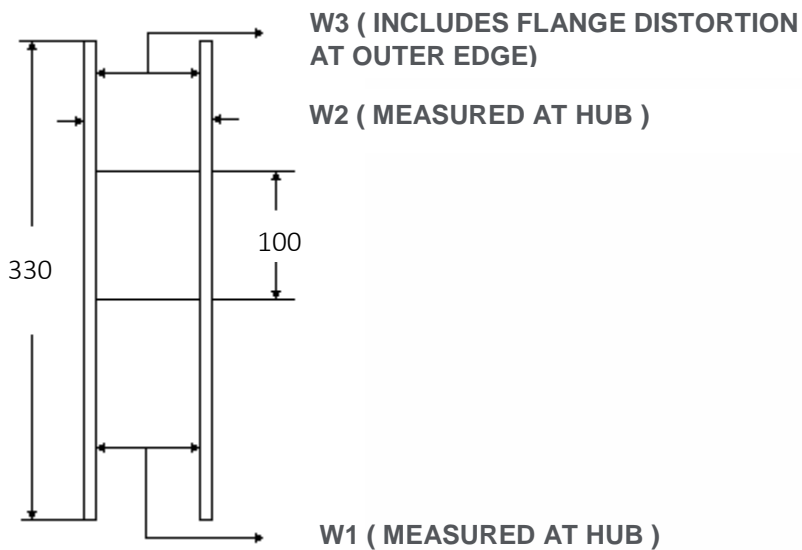 W3 ( INCLUDES FLANGE DISTORTION
AT OUTER EDGE)
W2 ( MEASURED AT HUB )
100
330
W1 ( MEASURED AT HUB )